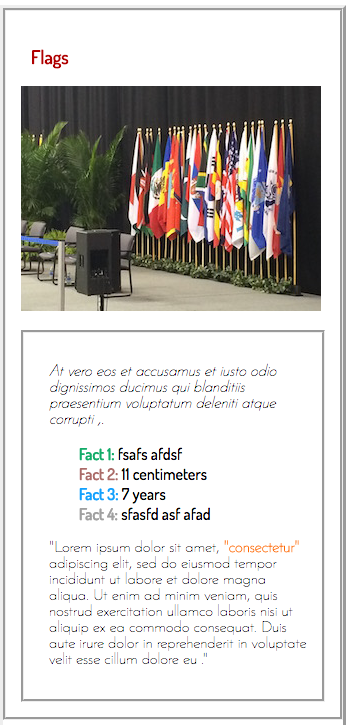 Flags
At vero eos et accusamus et iusto odio
dignissimos ducimus qui blanditiis
praesentium voluptatum deleniti atque
corrupti ,.
Fact 1: fsafs afdsf
Fact 2: 11 centimeters
Fact 3: 7 years
Fact 4: sfasfd asf afad
"Lorem ipsum dolor sit amet, "consectetur"
adipiscing elit, sed do eiusmod tempor
incididunt ut labore et dolore magna
aliqua. Ut enim ad minim veniam, quis
nostrud exercitation ullamco laboris nisi ut
aliquip ex ea commodo consequat. Duis
aute irure dolor in reprehenderit in voluptate
velit esse cillum dolore eu ."